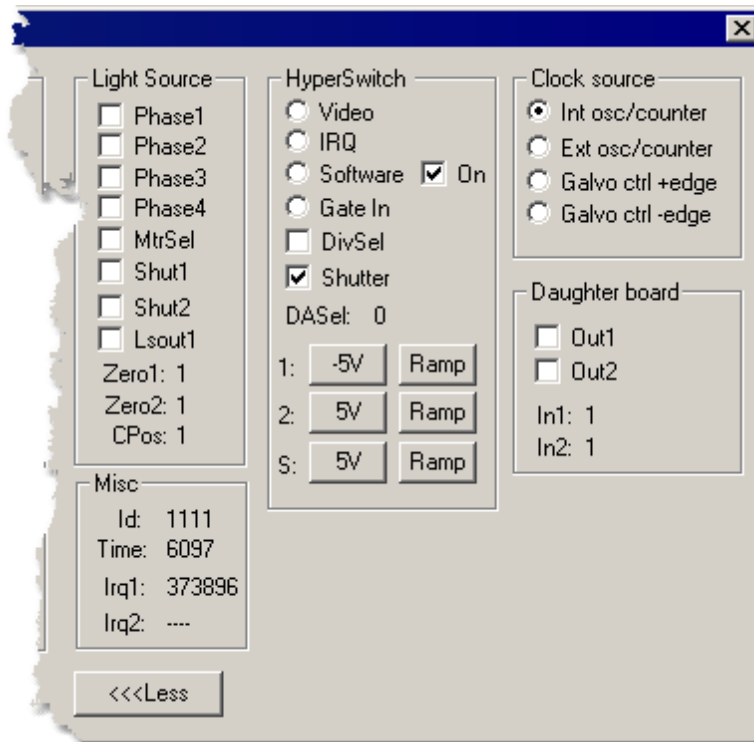 Light Source
Phase1
Phase2
Phase3
Phase4
MtrSel
Shut1
Shut2
Lsout1
Zero1: 1
Zero2: 1
CPos: 1
Misc
Id: 1111
Time: 6097
Irq1: 373896
Irq2: ----
<<<Less
HyperSwitch
Video
IRQ
Software On
Gate In
DivSel
Shutter
DASel: 0
1: -5V Ramp
2: 5V Ramp
S: 5V Ramp
Clock source
Int osc/counter
Ext osc/counter
Galvo ctrl +edge
Galvo ctrl -edge
Daughter board
Out1
Out2
In1: 1
In2: 1